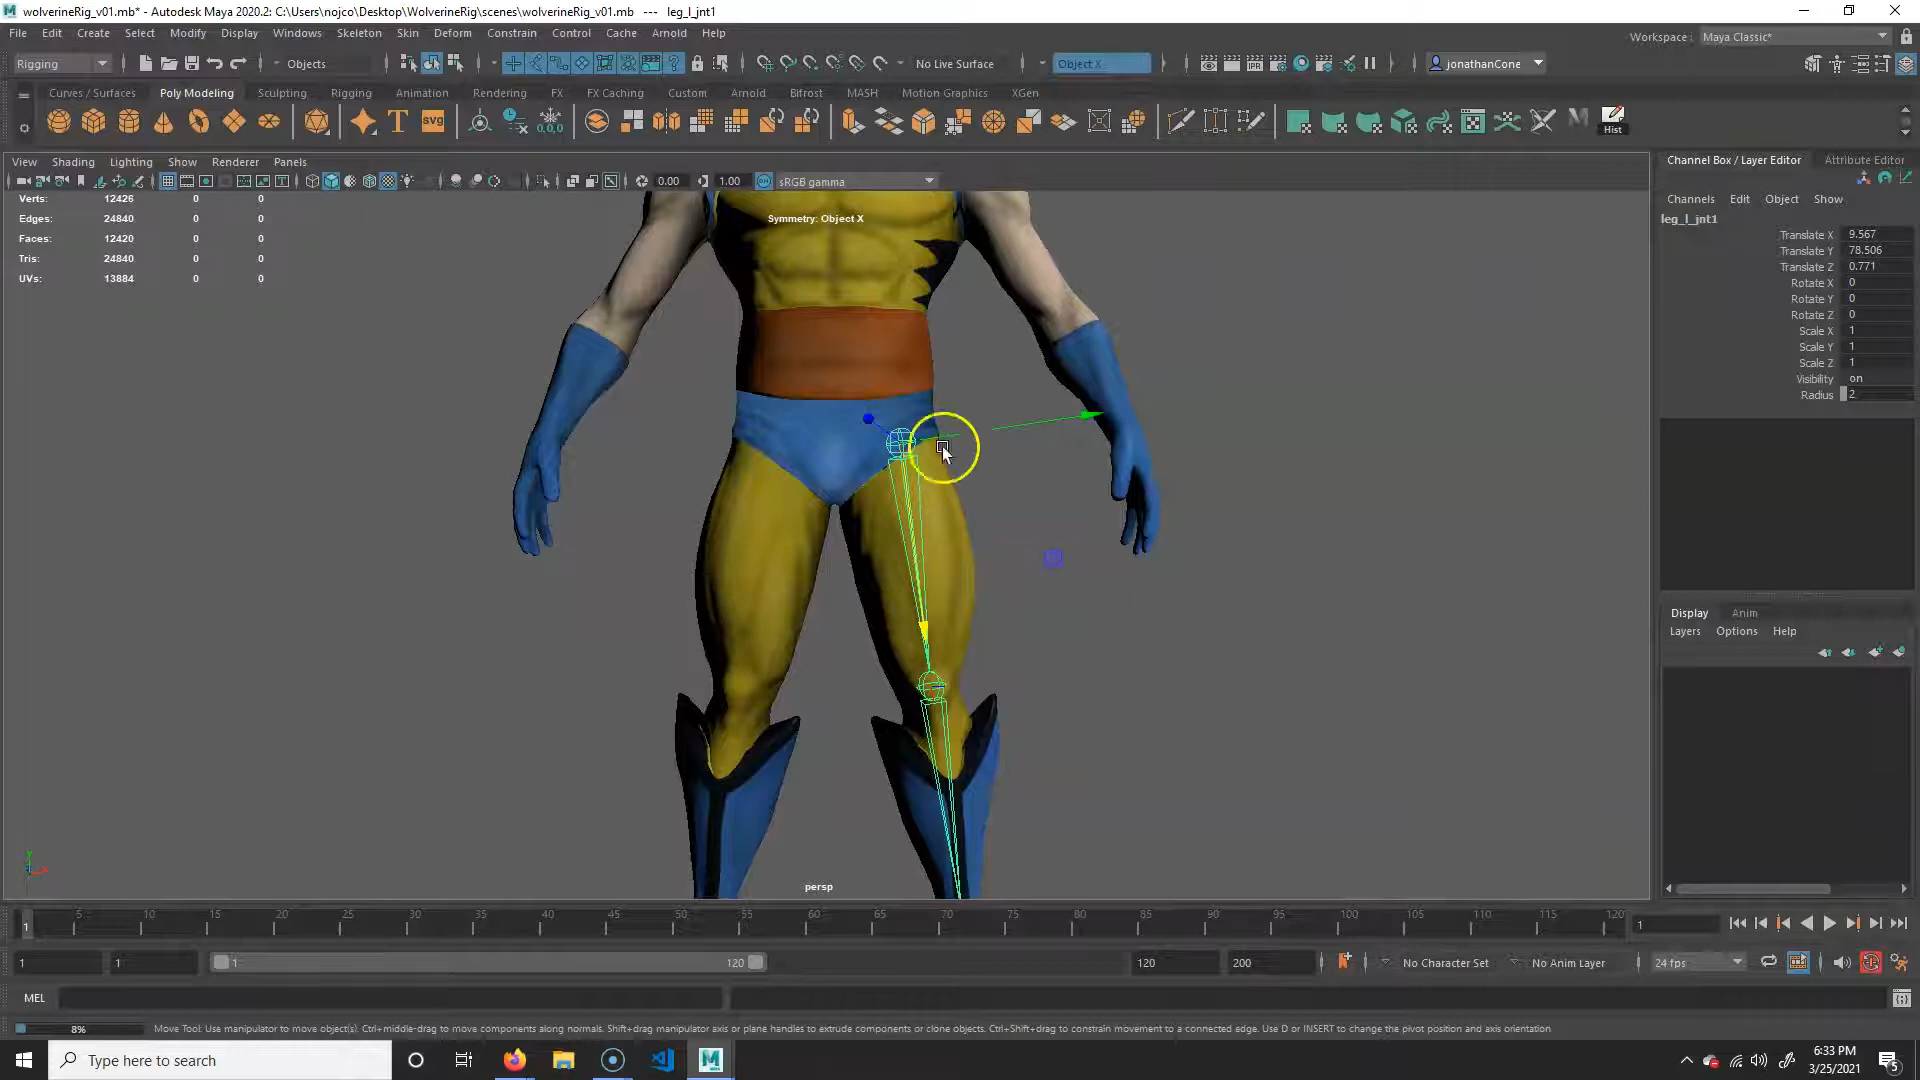 wolverineRig_v01.mb* - Autodesk Maya 2020.2: C:\Users\nojco\Desktop\WolverineRig\scenes\wolverineRig_v01.mb --- leg_l_jnt1
File Edit Create Select Modify Display Windows Skeleton Skin Deform Constrain Control Cache Arnold Help
Workspace : Maya Classic*
Rigging Objects No Live Surface Object X jonathanCone
Curves / Surfaces Poly Modeling Sculpting Rigging Animation Rendering FX FX Caching Custom Arnold Bifrost MASH Motion Graphics XGen
T svg 0,0,0 Hist
View Shading Lighting Show Renderer Panels
0.00 1.00 sRGB gamma
Verts: 12426 0 0
Edges: 24840 0 0
Faces: 12420 0 0
Tris: 24840 0 0
UVs: 13884 0 0
Symmetry: Object X
persp
Channel Box / Layer Editor Attribute Editor
Channels Edit Object Show
leg_l_jnt1
Translate X 9.567
Translate Y 78.506
Translate Z 0.771
Rotate X 0
Rotate Y 0
Rotate Z 0
Scale X 1
Scale Y 1
Scale Z 1
Visibility on
Radius 2
Display Anim
Layers Options Help
1 5 10 15 20 25 30 35 40 45 50 55 60 65 70 75 80 85 90 95 100 105 110 115 120 1
1 1 1 120 120 200 No Character Set No Anim Layer 24 fps
MEL
8% Move Tool: Use manipulator to move object(s). Ctrl+middle-drag to move components along normals. Shift+drag manipulator axis or plane handles to extrude components or clone objects. Ctrl+Shift+drag to constrain movement to a connected edge. Use D or INSERT to change the pivot position and axis orientation
Type here to search
6:33 PM
3/25/2021
5